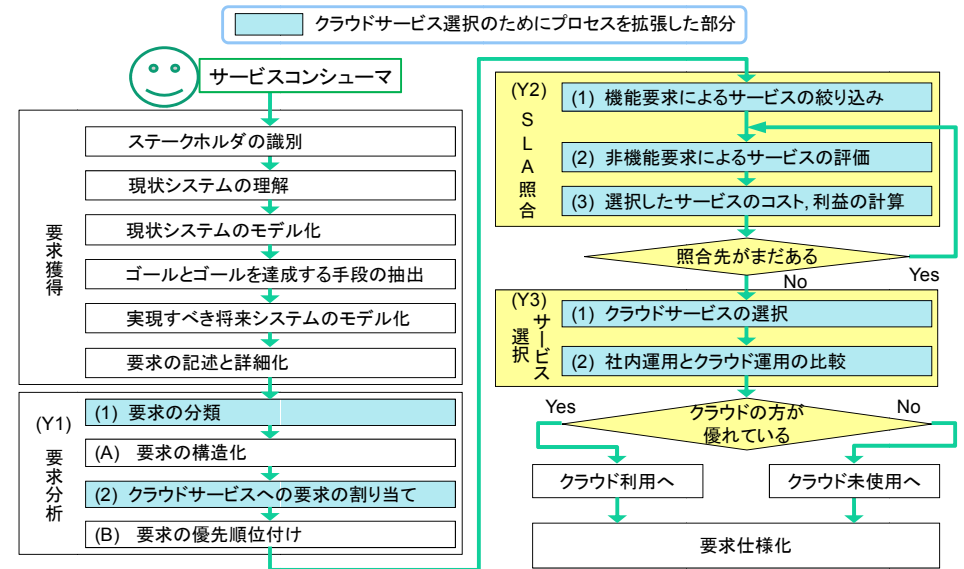 クラウドサービス選択のためにプロセスを拡張した部分
サービスコンシューマ
要求獲得
ステークホルダの識別
現状システムの理解
現状システムのモデル化
ゴールとゴールを達成する手段の抽出
実現すべき将来システムのモデル化
要求の記述と詳細化
(Y1)
要求分析
(1) 要求の分類
(A) 要求の構造化
(2) クラウドサービスへの要求の割り当て
(B) 要求の優先順位付け
(Y2)
SLA照合
(1) 機能要求によるサービスの絞り込み
(2) 非機能要求によるサービスの評価
(3) 選択したサービスのコスト,利益の計算
照合先がまだある
Yes
No
(Y3)
サービス
選択
(1) クラウドサービスの選択
(2) 社内運用とクラウド運用の比較
Yes
クラウドの方が
優れている
No
クラウド利用へ
クラウド未使用へ
要求仕様化